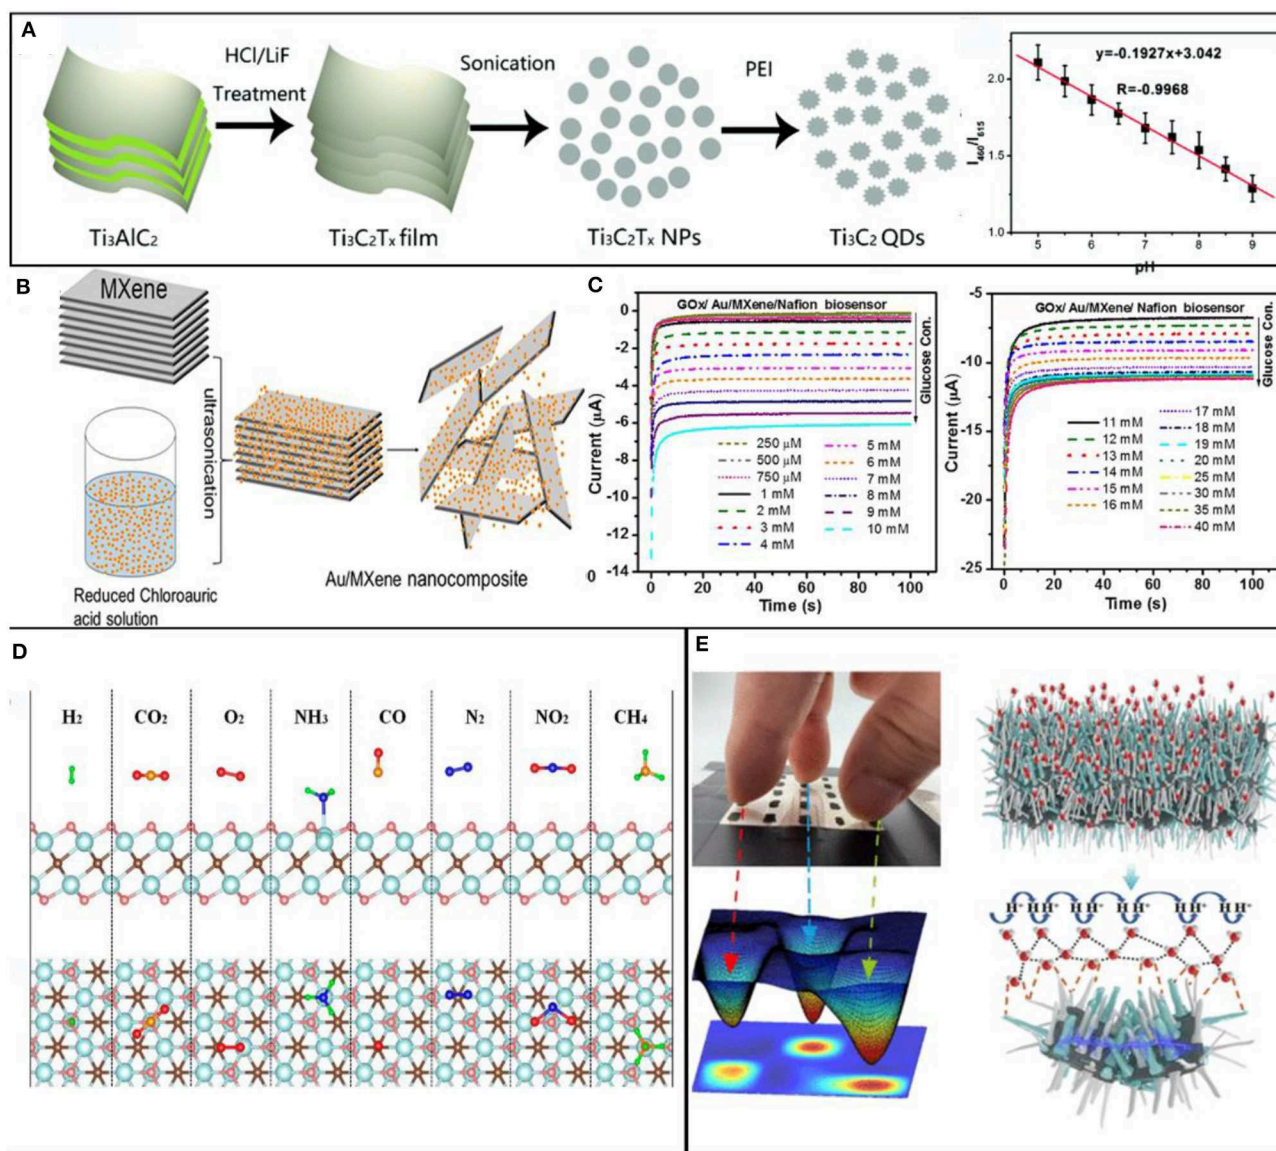 A
HCl/LiF
Treatment
Sonication
PEI
Ti3AlC2
Ti3C2Tx film
Ti3C2Tx NPs
Ti3C2 QDs
y=-0.1927x+3.042
R=-0.9968
I460/I615
2.0
1.5
1.0
5 6 7 8 9
pH
B
MXene
ultrasonication
Reduced Chloroauric
acid solution
Au/MXene nanocomposite
C
GOx/ Au/MXene/Nafion biosensor
Glucose Con.
Current (µA)
0
-2
-4
-6
-8
-10
-12
-14
0
250 µM
500 µM
750 µM
1 mM
2 mM
3 mM
4 mM
5 mM
6 mM
7 mM
8 mM
9 mM
10 mM
0 20 40 60 80 100
Time (s)
GOx/ Au/MXene/ Nafion biosensor
Glucose Con.
Current (µA)
-5
-10
-15
-20
-25
11 mM
12 mM
13 mM
14 mM
15 mM
16 mM
17 mM
18 mM
19 mM
20 mM
25 mM
30 mM
35 mM
40 mM
0 20 40 60 80 100
Time (s)
D
H2 CO2 O2 NH3 CO N2 NO2 CH4
E
H+ H H+ H H+ H H+ H H+ H H+